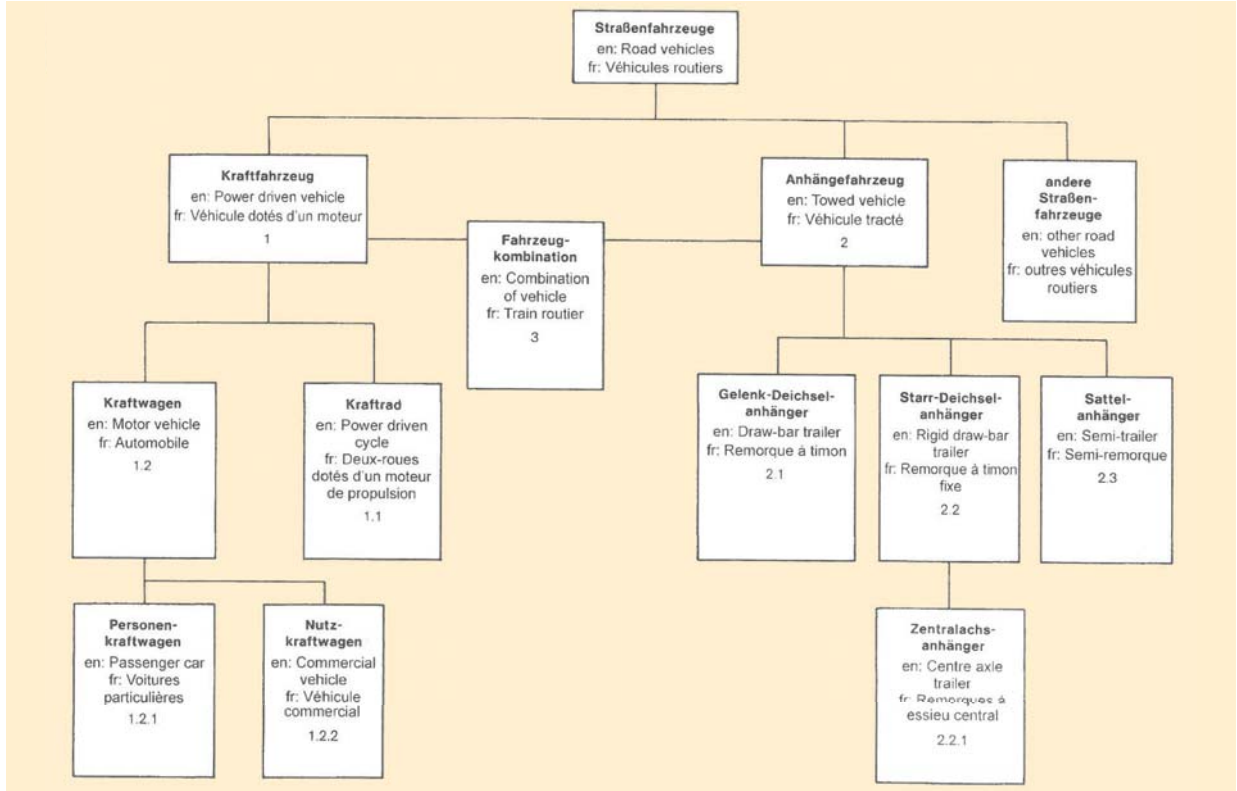 Straßenfahrzeuge
en: Road vehicles
fr: Véhicules routiers
Kraftfahrzeug
en: Power driven vehicle
fr: Véhicule dotés d'un moteur
1
Fahrzeug-
kombination
en: Combination
of vehicle
fr: Train routier
3
Anhängefahrzeug
en: Towed vehicle
fr: Véhicule tracté
2
andere
Straßen-
fahrzeuge
en: other road
vehicles
fr: outres véhicules
routiers
Kraftwagen
en: Motor vehicle
fr: Automobile
1.2
Kraftrad
en: Power driven
cycle
fr: Deux-roues
dotés d'un moteur
de propulsion
1.1
Gelenk-Deichsel-
anhänger
en: Draw-bar trailer
fr: Remorque à timon
2.1
Starr-Deichsel-
anhänger
en: Rigid draw-bar
trailer
fr: Remorque à timon
fixe
2.2
Sattel-
anhänger
en: Semi-trailer
fr: Semi-remorque
2.3
Personen-
kraftwagen
en: Passenger car
fr: Voitures
particulières
1.2.1
Nutz-
kraftwagen
en: Commercial
vehicle
fr: Véhicule
commercial
1.2.2
Zentralachs-
anhänger
en: Centre axle
trailer
fr: Remorques à
essieu central
2.2.1